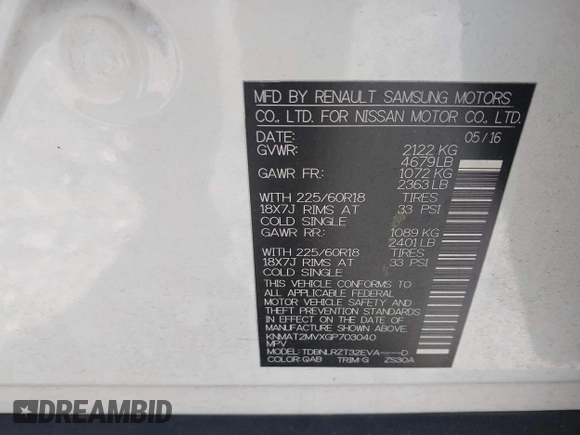 MFD BY RENAULT SAMSUNG MOTORS
CO., LTD. FOR NISSAN MOTOR CO., LTD.
DATE: 05/16
GVWR: 2122 KG
4679LB
GAWR FR: 1072 KG
2363LB
WITH 225/60R18 TIRES
18X7J RIMS AT 33 PSI
COLD SINGLE
GAWR RR: 1089 KG
2401LB
WITH 225/60R18 TIRES
18X7J RIMS AT 33 PSI
COLD SINGLE
THIS VEHICLE CONFORMS TO
ALL APPLICABLE FEDERAL
MOTOR VEHICLE SAFETY AND
THEFT PREVENTION STANDARDS
IN EFFECT ON THE DATE OF
MANUFACTURE SHOWN ABOVE.
KNMAT2MVXGP703040
MPV
MODEL: TDBNLRZT32EVA----D
COLOR: QAB TRIM: G ZS30A
DREAMBID